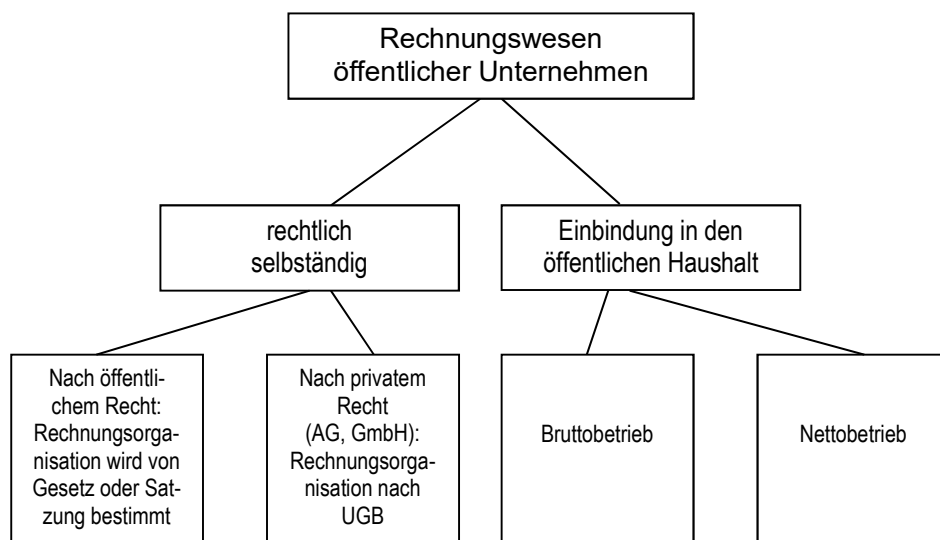 Rechnungswesen
öffentlicher Unternehmen
rechtlich
selbständig
Einbindung in den
öffentlichen Haushalt
Nach öffentli-
chem Recht:
Rechnungsorga-
nisation wird von
Gesetz oder Sat-
zung bestimmt
Nach privatem
Recht
(AG, GmbH):
Rechnungsorga-
nisation nach
UGB
Bruttobetrieb
Nettobetrieb